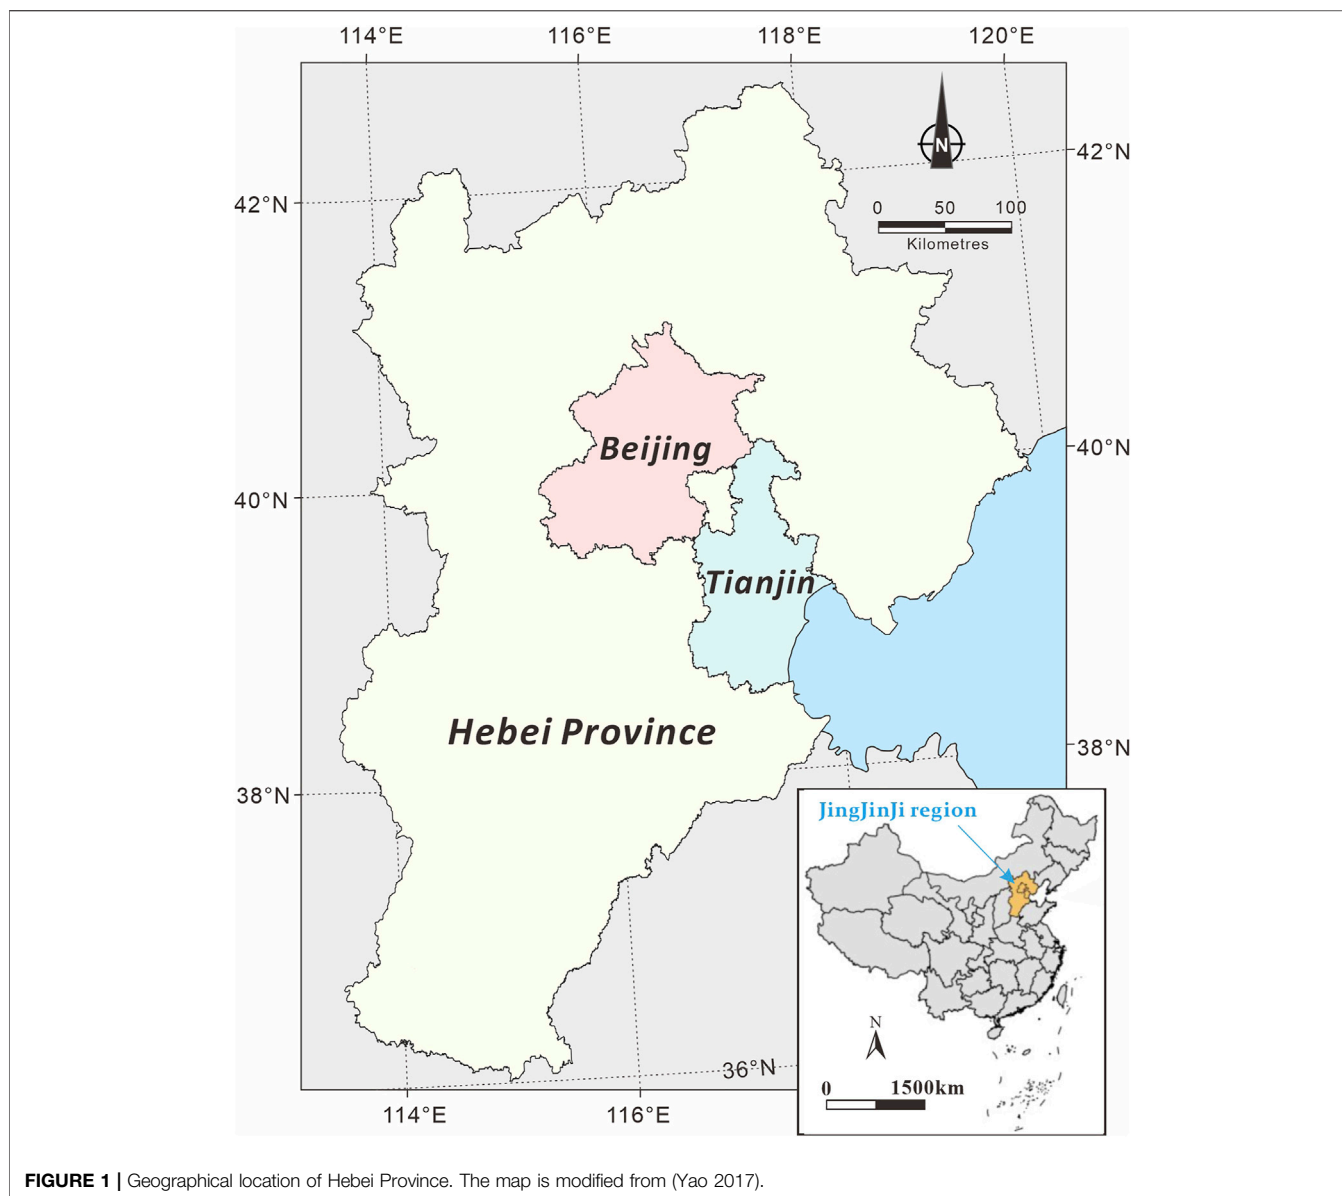 114°E 116°E 118°E 120°E
N
42°N
42°N
0 50 100
Kilometres
Beijing
40°N
40°N
Tianjin
Hebei Province
38°N
38°N
JingJinJi region
N
36°N
0 1500km
114°E 116°E
FIGURE 1 | Geographical location of Hebei Province. The map is modified from (Yao 2017).